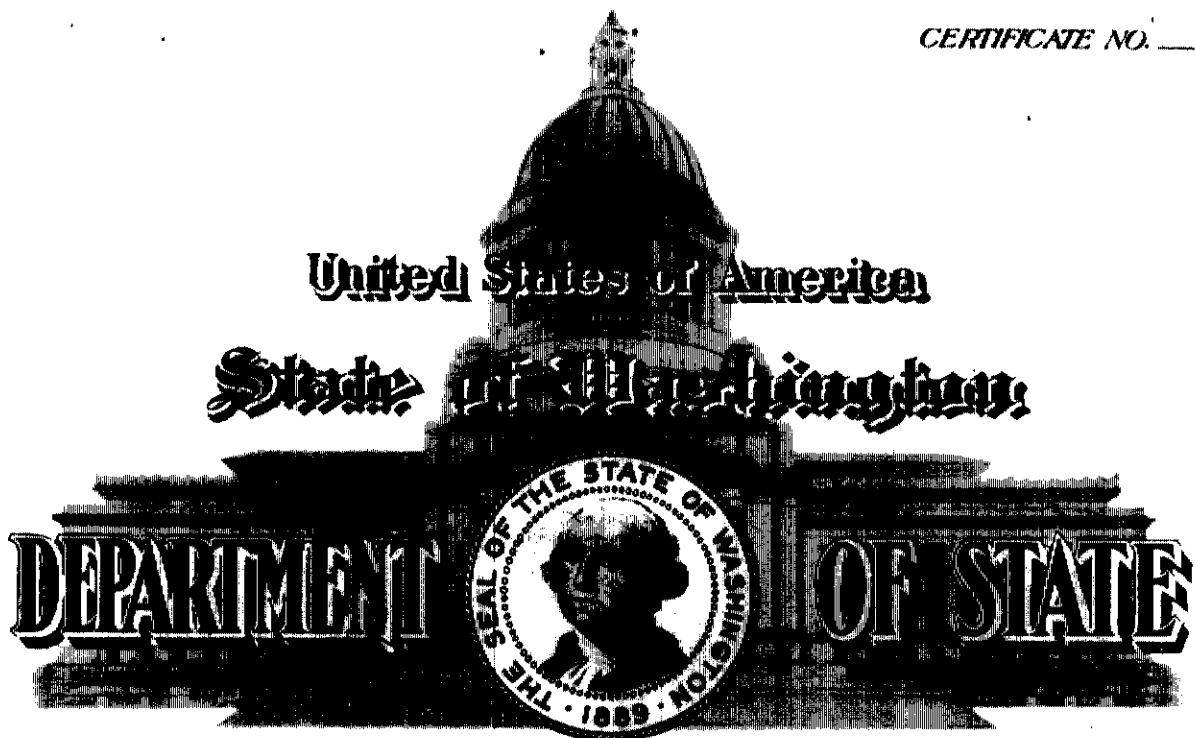 CERTIFICATE NO.
United States of America
State of Washington
DEPARTMENT OF STATE
THE SEAL OF THE STATE OF WASHINGTON
· 1889 ·